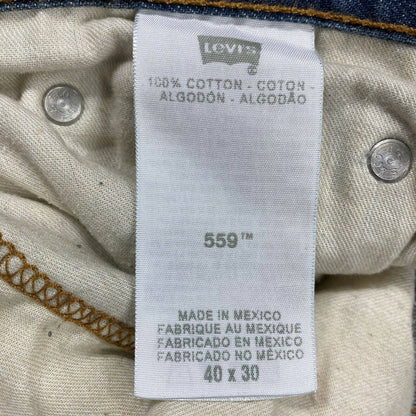 Levi's
100% COTTON - COTON -
ALGODÓN - ALGODÃO
559™
MADE IN MEXICO
FABRIQUE AU MEXIQUE
FABRICADO EN MÉXICO
FABRICADO NO MÉXICO
40 x 30